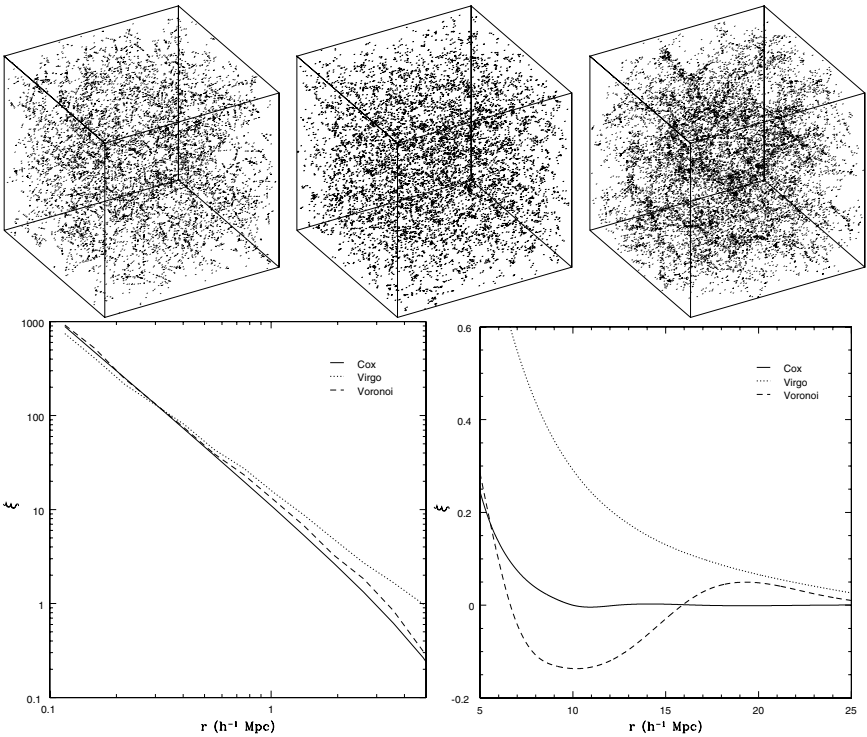 1000
100
10
1
0.1
ξ
0.1
1
r (h⁻¹ Mpc)
Cox
Virgo
Voronoi
0.6
0.4
0.2
0
-0.2
ξ
5
10
15
20
25
r (h⁻¹ Mpc)
Cox
Virgo
Voronoi